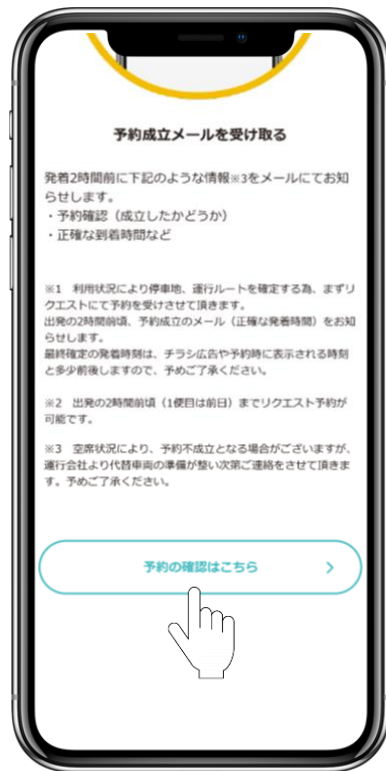 予約成立メールを受け取る
発着2時間前に下記のような情報※3をメールにてお知
らせします。
・予約確認（成立したかどうか）
・正確な到着時間など
※1　利用状況により停車地、運行ルートを確定する為、まずリ
クエストにて予約を受けさせて頂きます。
出発の2時間前頃、予約成立のメール（正確な発着時間）をお知
らせします。
最終確定の発着時刻は、チラシ広告や予約時に表示される時刻
と多少前後しますので、予めご了承ください。
※2　出発の2時間前頃（1便目は前日）までリクエスト予約が
可能です。
※3　空席状況により、予約不成立となる場合がございますが、
運行会社より代替車両の準備が整い次第ご連絡をさせて頂きま
す。予めご了承ください。
予約の確認はこちら